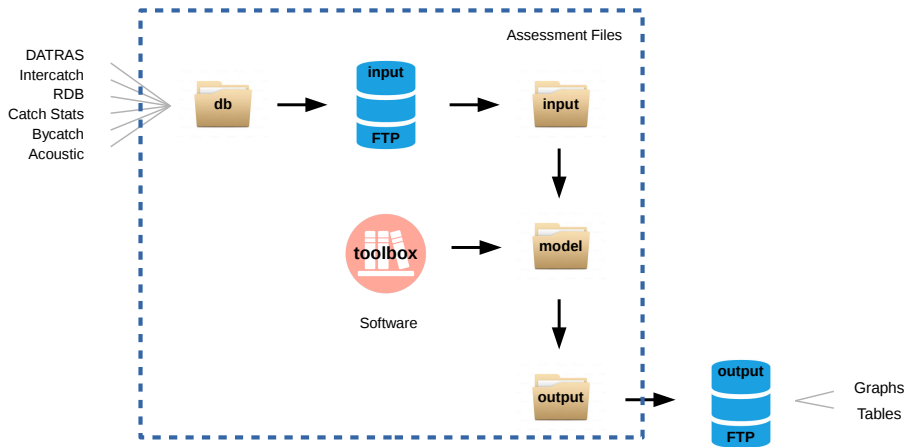 Assessment Files
DATRAS
Intercatch
RDB
Catch Stats
Bycatch
Acoustic
db
input
FTP
input
toolbox
Software
model
output
output
FTP
Graphs
Tables